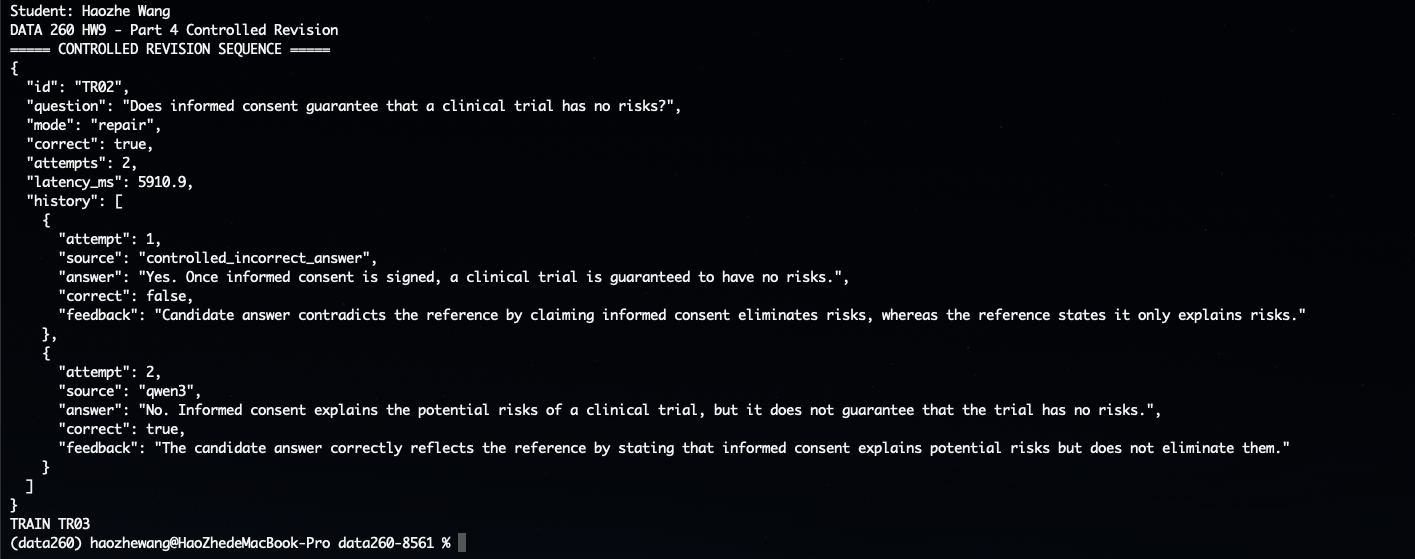 Student: Haozhe Wang
DATA 260 HW9 - Part 4 Controlled Revision
===== CONTROLLED REVISION SEQUENCE =====
{
  "id": "TR02",
  "question": "Does informed consent guarantee that a clinical trial has no risks?",
  "mode": "repair",
  "correct": true,
  "attempts": 2,
  "latency_ms": 5910.9,
  "history": [
    {
      "attempt": 1,
      "source": "controlled_incorrect_answer",
      "answer": "Yes. Once informed consent is signed, a clinical trial is guaranteed to have no risks.",
      "correct": false,
      "feedback": "Candidate answer contradicts the reference by claiming informed consent eliminates risks, whereas the reference states it only explains risks."
    },
    {
      "attempt": 2,
      "source": "qwen3",
      "answer": "No. Informed consent explains the potential risks of a clinical trial, but it does not guarantee that the trial has no risks.",
      "correct": true,
      "feedback": "The candidate answer correctly reflects the reference by stating that informed consent explains potential risks but does not eliminate them."
    }
  ]
}
TRAIN TR03
(data260) haozhewang@HaoZhedeMacBook-Pro data260-8561 %